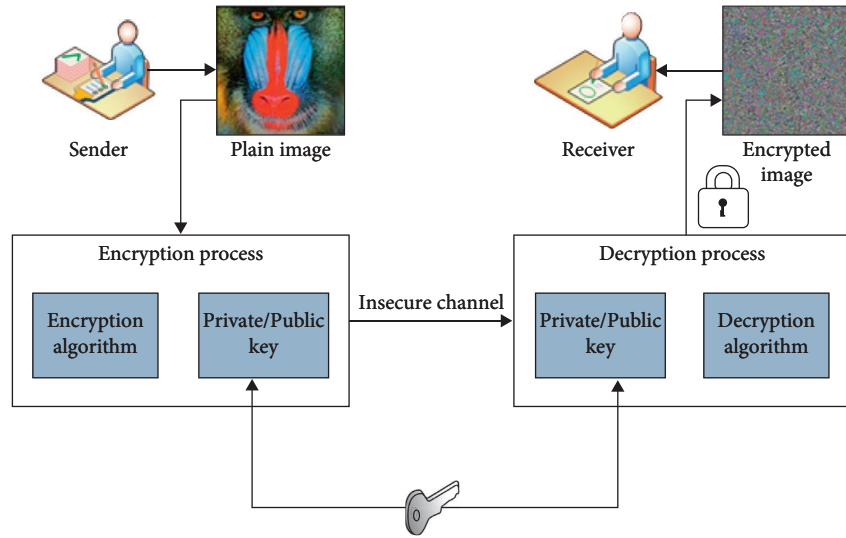 Sender
Plain image
Receiver
Encrypted
image
Encryption process
Encryption
algorithm
Private/Public
key
Insecure channel
Decryption process
Private/Public
key
Decryption
algorithm